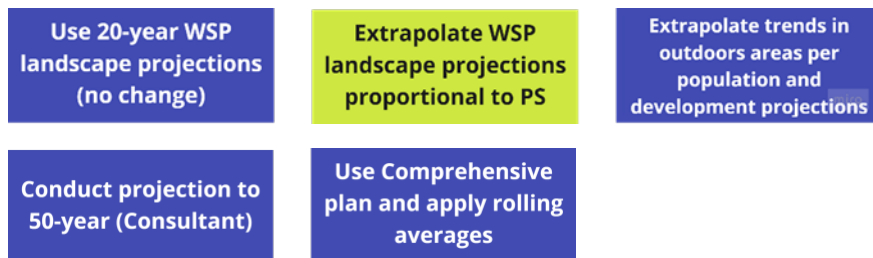 Use 20-year WSP
landscape projections
(no change)
Extrapolate WSP
landscape projections
proportional to PS
Extrapolate trends in
outdoors areas per
population and
development projections
Conduct projection to
50-year (Consultant)
Use Comprehensive
plan and apply rolling
averages